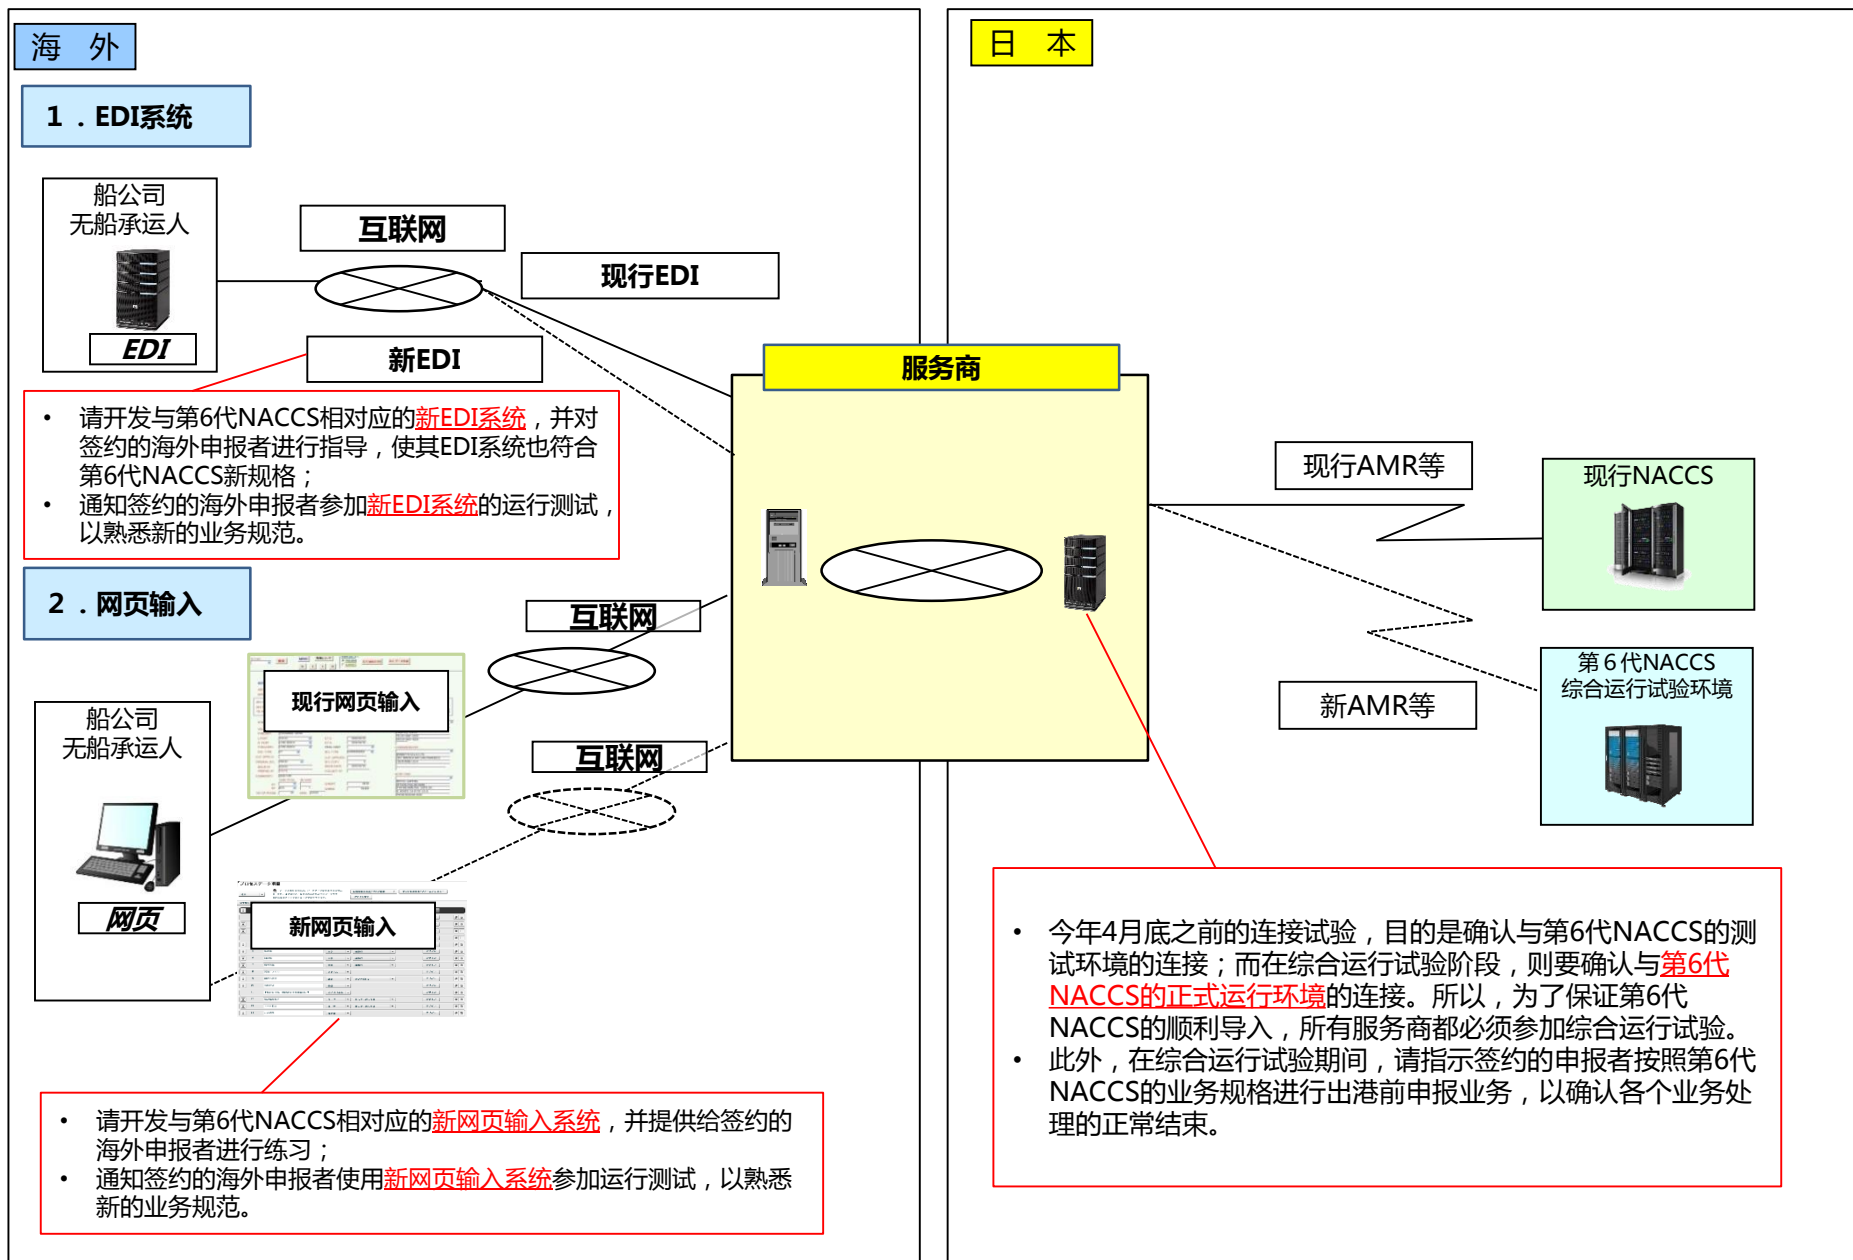 海　外
１．EDI系统
船公司
无船承运人
EDI
互联网
现行EDI
新EDI
• 请开发与第6代NACCS相对应的新EDI系统，并对
签约的海外申报者进行指导，使其EDI系统也符合
第6代NACCS新规格；
• 通知签约的海外申报者参加新EDI系统的运行测试，
以熟悉新的业务规范。
２．网页输入
互联网
现行网页输入
船公司
无船承运人
网页
互联网
新网页输入
• 请开发与第6代NACCS相对应的新网页输入系统，并提供给签约的
海外申报者进行练习；
• 通知签约的海外申报者使用新网页输入系统参加运行测试，以熟悉
新的业务规范。
服务商
日　本
现行AMR等
现行NACCS
第６代NACCS
综合运行试验环境
新AMR等
• 今年4月底之前的连接试验，目的是确认与第6代NACCS的测
试环境的连接；而在综合运行试验阶段，则要确认与第6代
NACCS的正式运行环境的连接。所以，为了保证第6代
NACCS的顺利导入，所有服务商都必须参加综合运行试验。
• 此外，在综合运行试验期间，请指示签约的申报者按照第6代
NACCS的业务规格进行出港前申报业务，以确认各个业务处
理的正常结束。